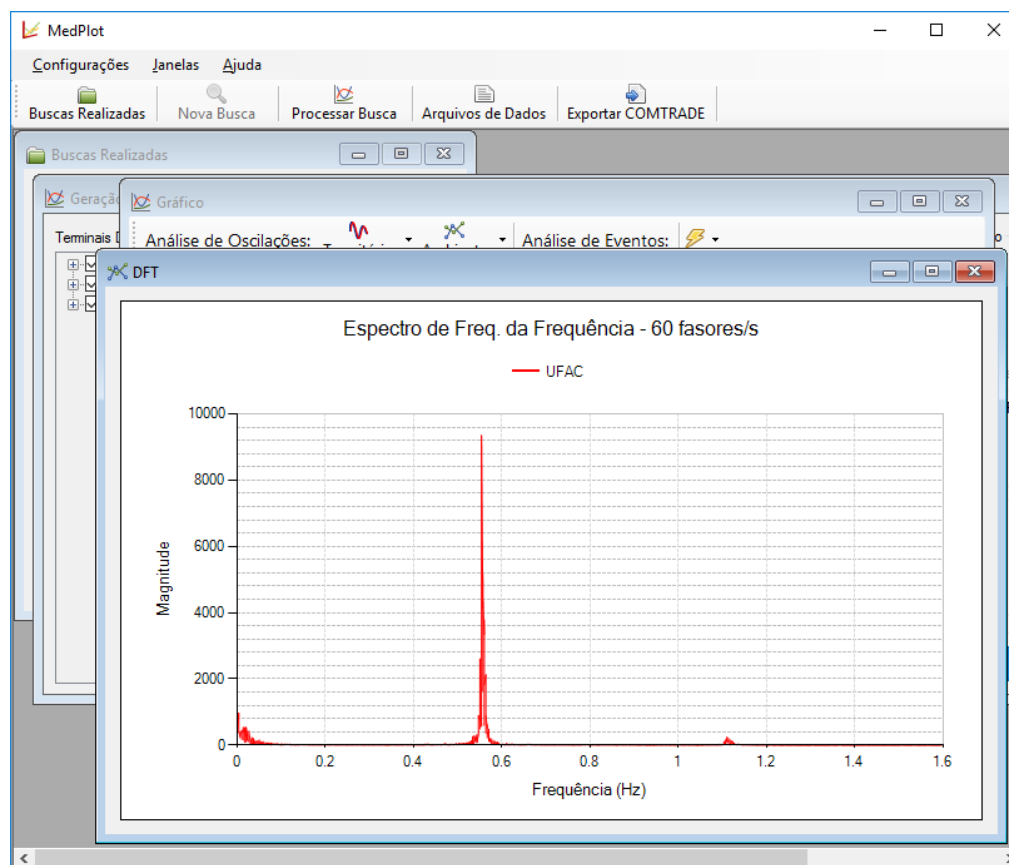 MedPlot
Configurações Janelas Ajuda
Buscas Realizadas Nova Busca Processar Busca Arquivos de Dados Exportar COMTRADE
Buscas Realizadas
Gráfico
Análise de Oscilações: Análise de Eventos:
DFT
Espectro de Freq. da Frequência - 60 fasores/s
UFAC
10000
8000
6000
4000
2000
0
Magnitude
0 0.2 0.4 0.6 0.8 1 1.2 1.4 1.6
Frequência (Hz)